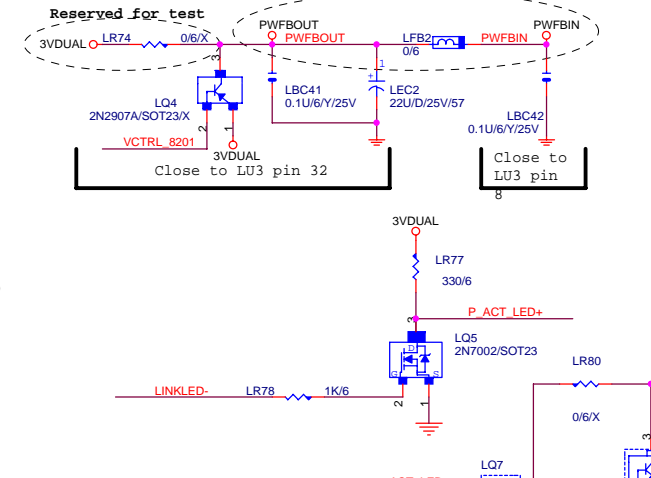 Reserved for test
3VDUAL LR74 0/6/X
PWFBOUT
PWFBOUT
LFB2
0/6
PWFBIN
PWFBIN
3
LQ4
2N2907A/SOT23/X
2
1
VCTRL_8201
3VDUAL
LBC41
0.1U/6/Y/25V
+
1
LEC2
22U/D/25V/57
LBC42
0.1U/6/Y/25V
Close to LU3 pin 32
Close to
LU3 pin
8
3VDUAL
LR77
330/6
3
P_ACT_LED+
LQ5
2N7002/SOT23
D
G
S
LINKLED- LR78 1K/6
2
1
LR80
0/6/X
3
LQ7